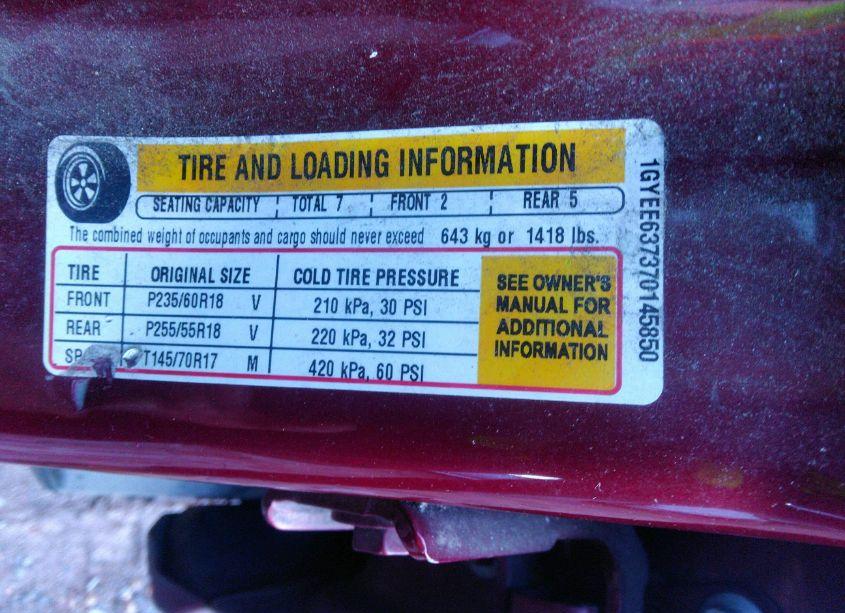 TIRE AND LOADING INFORMATION
SEATING CAPACITY TOTAL 7 FRONT 2 REAR 5
The combined weight of occupants and cargo should never exceed 643 kg or 1418 lbs.
TIRE ORIGINAL SIZE COLD TIRE PRESSURE
FRONT P235/60R18 V 210 kPa, 30 PSI
REAR P255/55R18 V 220 kPa, 32 PSI
T145/70R17 M 420 kPa, 60 PSI
SEE OWNER'S
MANUAL FOR
ADDITIONAL
INFORMATION
1GYEE637370145850